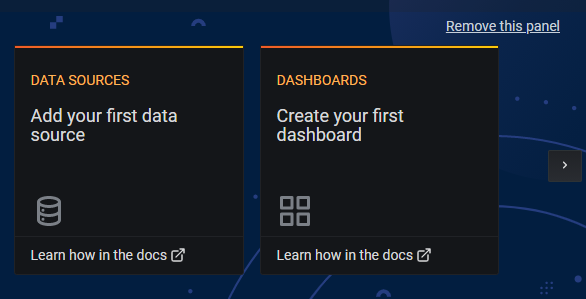 Remove this panel
DATA SOURCES
Add your first data
source
Learn how in the docs
DASHBOARDS
Create your first
dashboard
Learn how in the docs